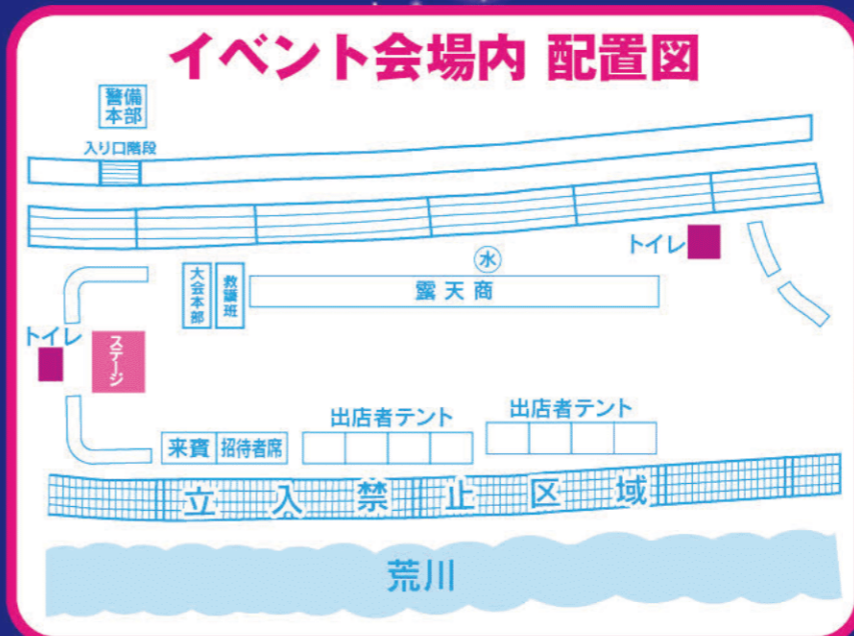 イベント会場内 配置図
警備
本部
入り口階段
トイレ
水
大会本部
救護班
露天商
トイレ
ステージ
出店者テント
出店者テント
来賓
招待者席
立入禁止区域
荒川